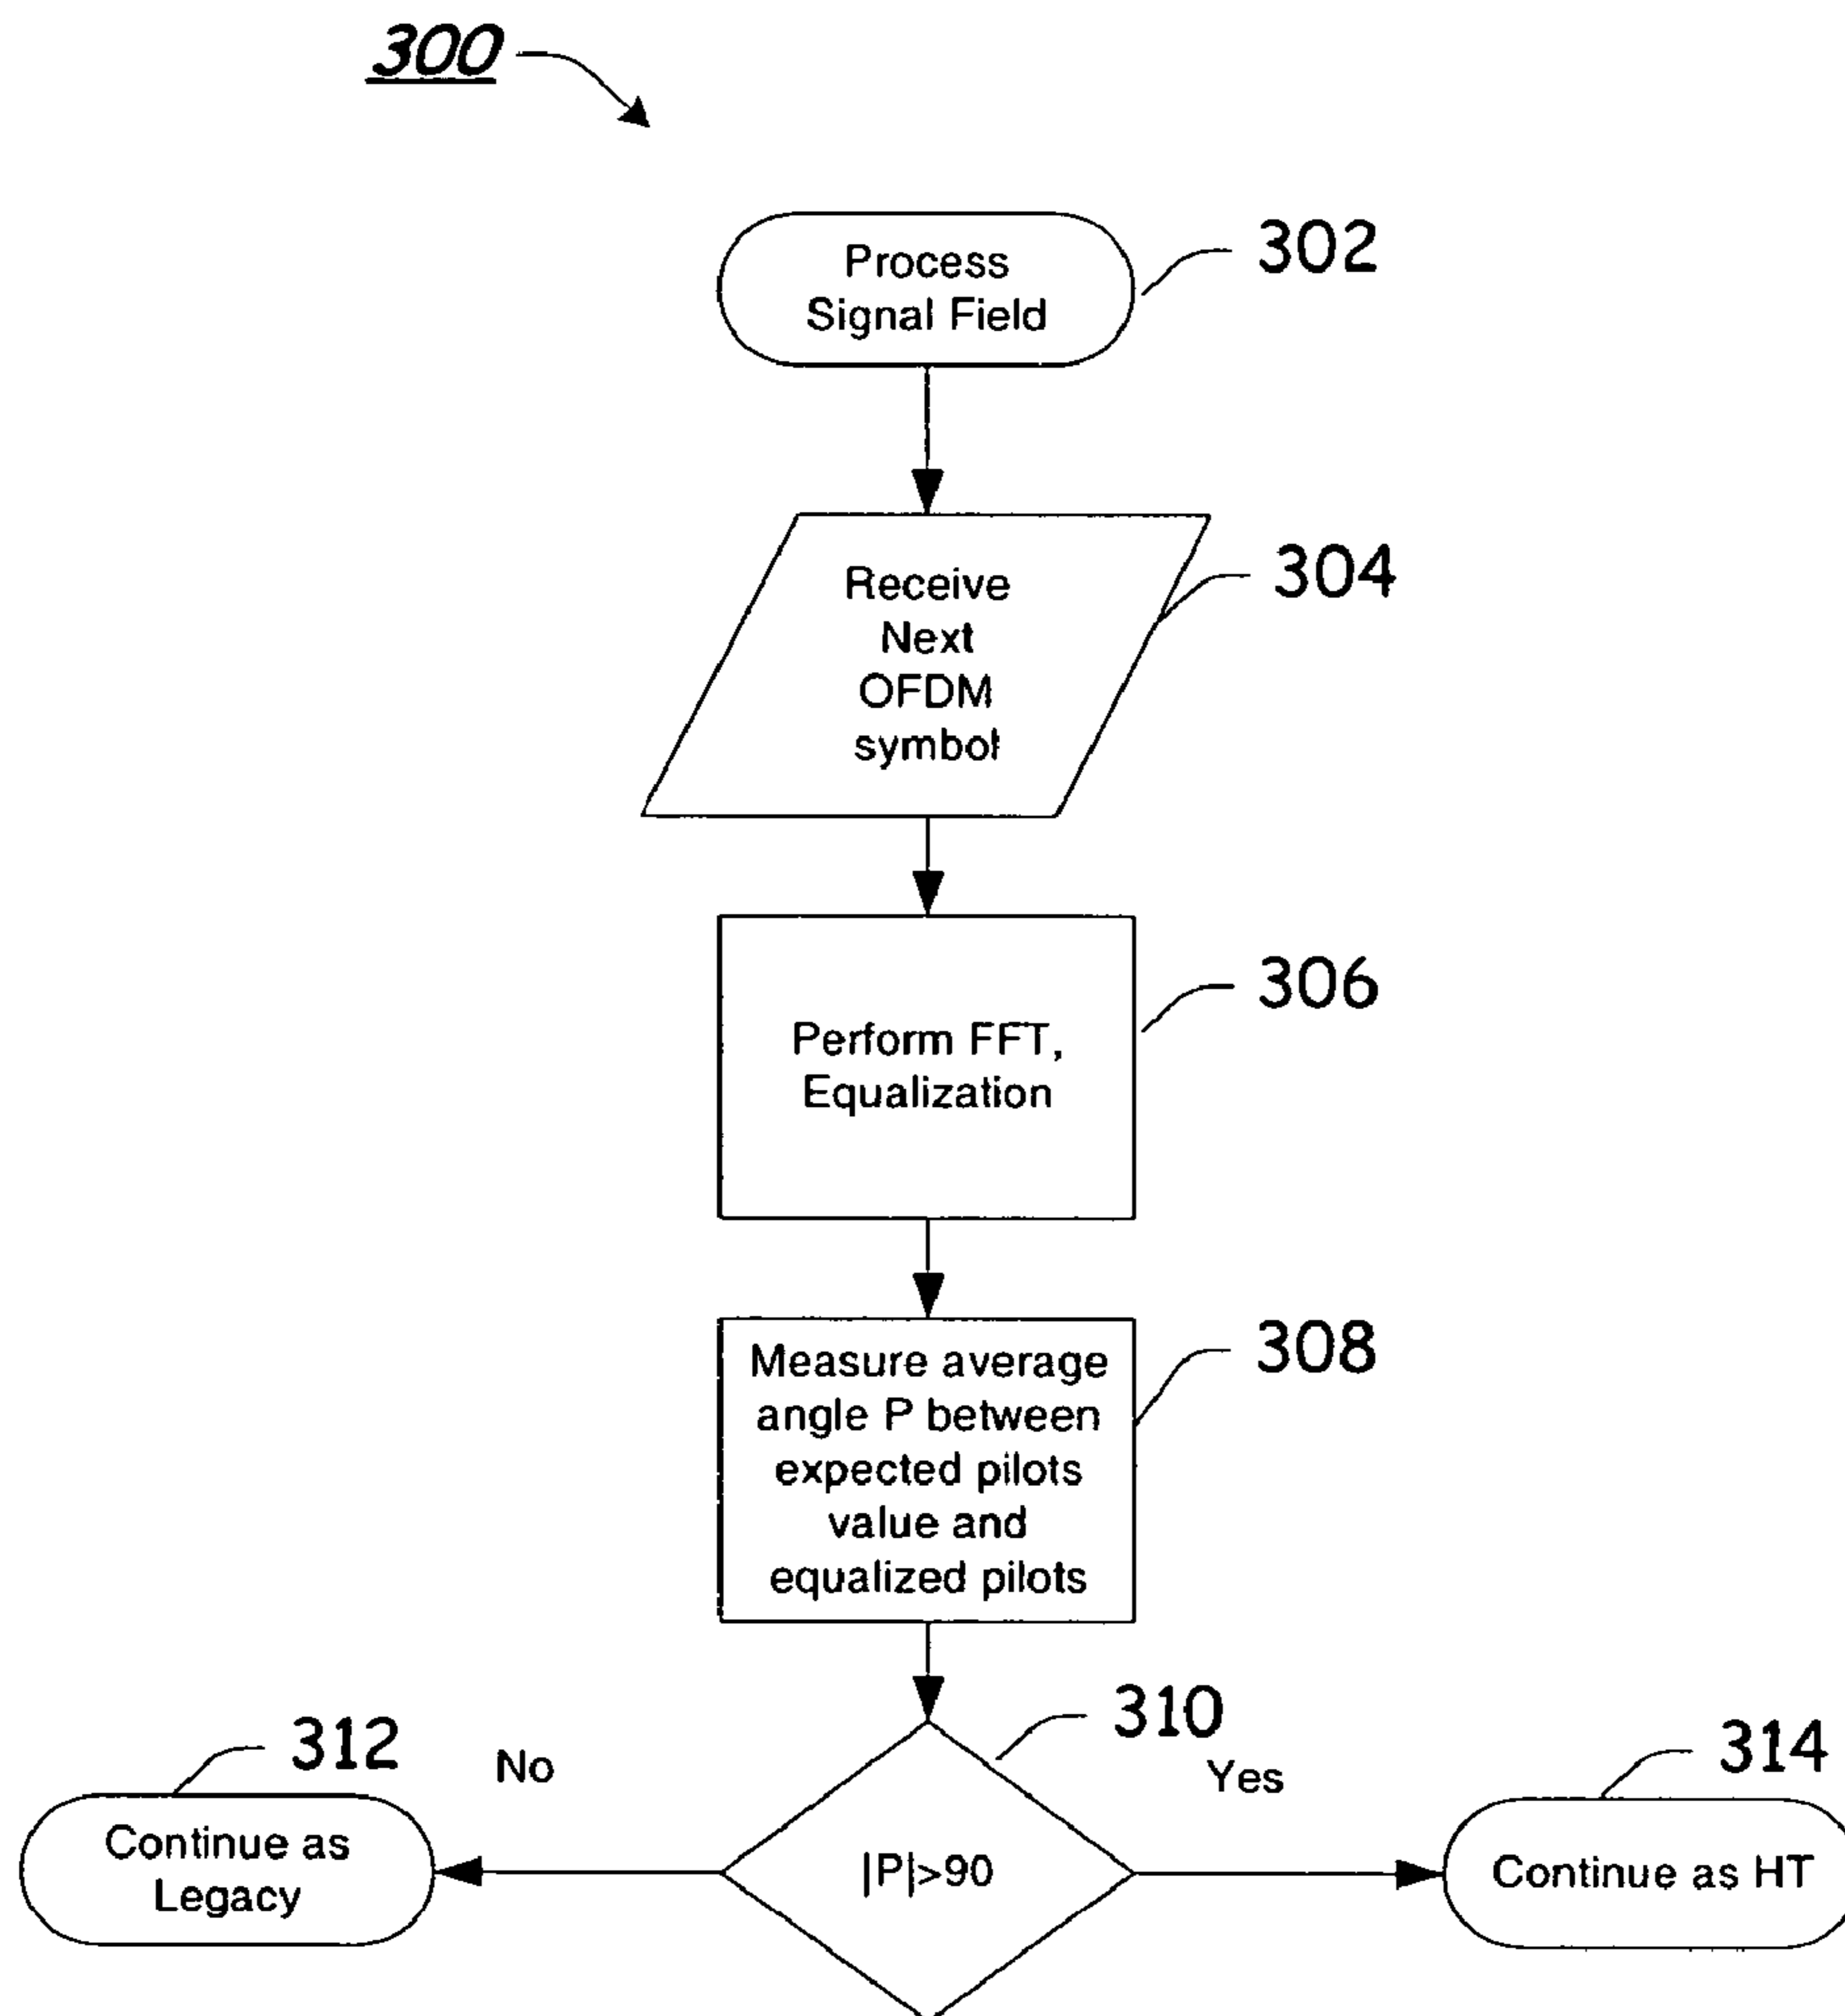 300
Process
Signal Field
302
Receive
Next
OFDM
symbol
304
Perform FFT,
Equalization
306
Measure average
angle P between
expected pilots
value and
equalized pilots
308
310
312
No
Yes
314
Continue as
Legacy
|P|>90
Continue as HT